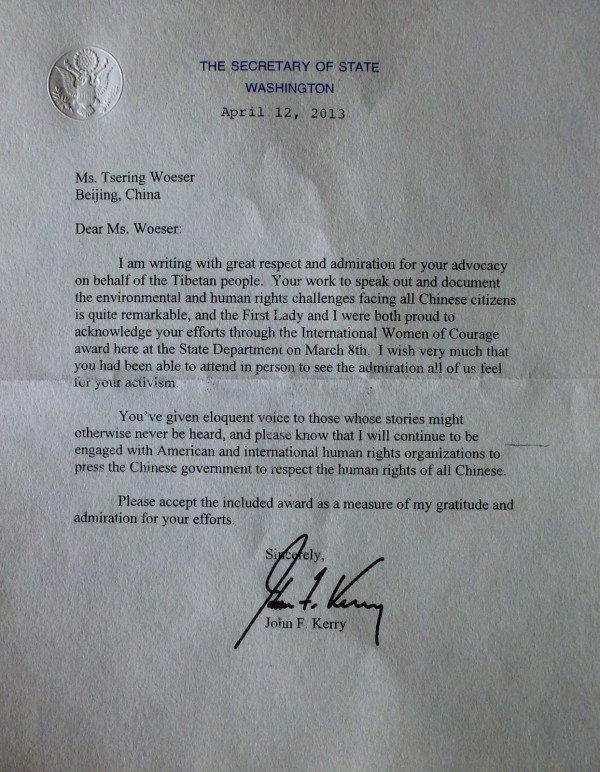 THE SECRETARY OF STATE
WASHINGTON
April 12, 2013
Ms. Tsering Woeser
Beijing, China
Dear Ms. Woeser:
I am writing with great respect and admiration for your advocacy
on behalf of the Tibetan people. Your work to speak out and document
the environmental and human rights challenges facing all Chinese citizens
is quite remarkable, and the First Lady and I were both proud to
acknowledge your efforts through the International Women of Courage
award here at the State Department on March 8th. I wish very much that
you had been able to attend in person to see the admiration all of us feel
for your activism.
You've given eloquent voice to those whose stories might
otherwise never be heard, and please know that I will continue to be
engaged with American and international human rights organizations to
press the Chinese government to respect the human rights of all Chinese.
Please accept the included award as a measure of my gratitude and
admiration for your efforts.
Sincerely,
John F. Kerry
John F. Kerry